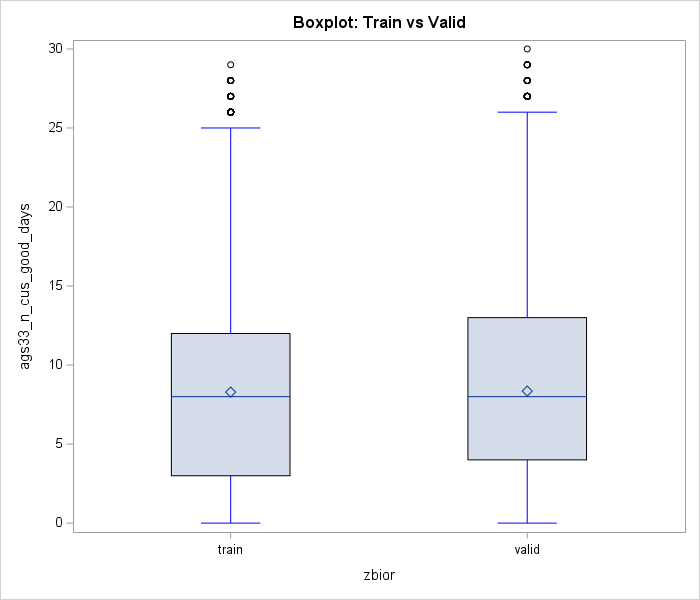 Boxplot: Train vs Valid
30
25
20
15
10
5
0
ags33_n_cus_good_days
train
valid
zbior